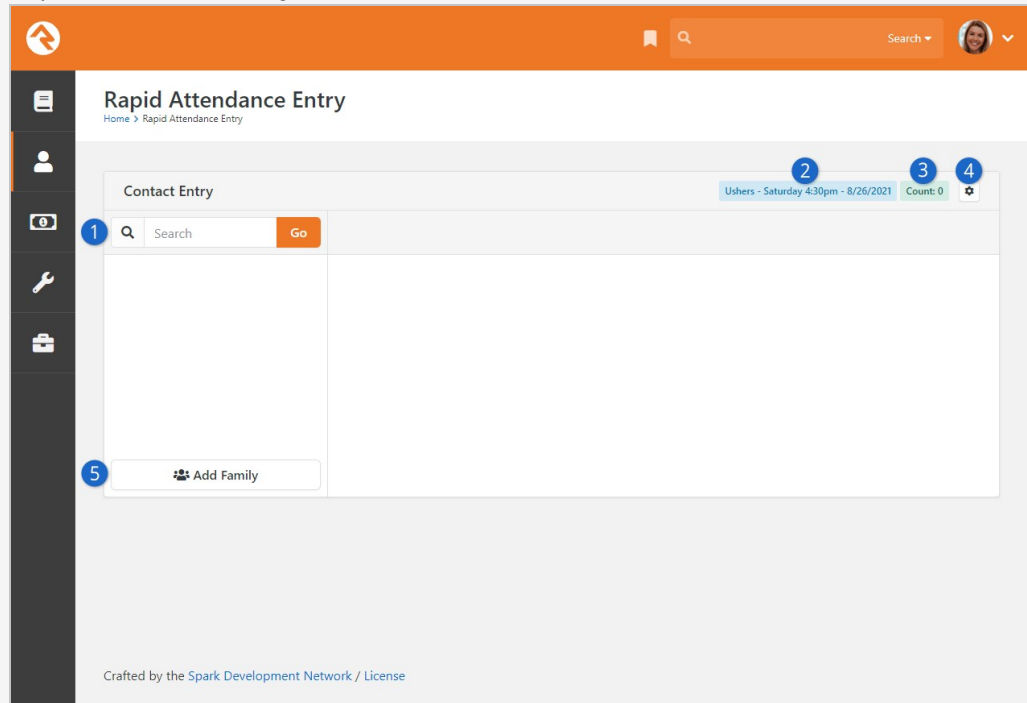 Search
Rapid Attendance Entry
Home > Rapid Attendance Entry
2 3 4
Contact Entry Ushers - Saturday 4:30pm - 8/26/2021 Count: 0
1 Search Go
5 Add Family
Crafted by the Spark Development Network / License